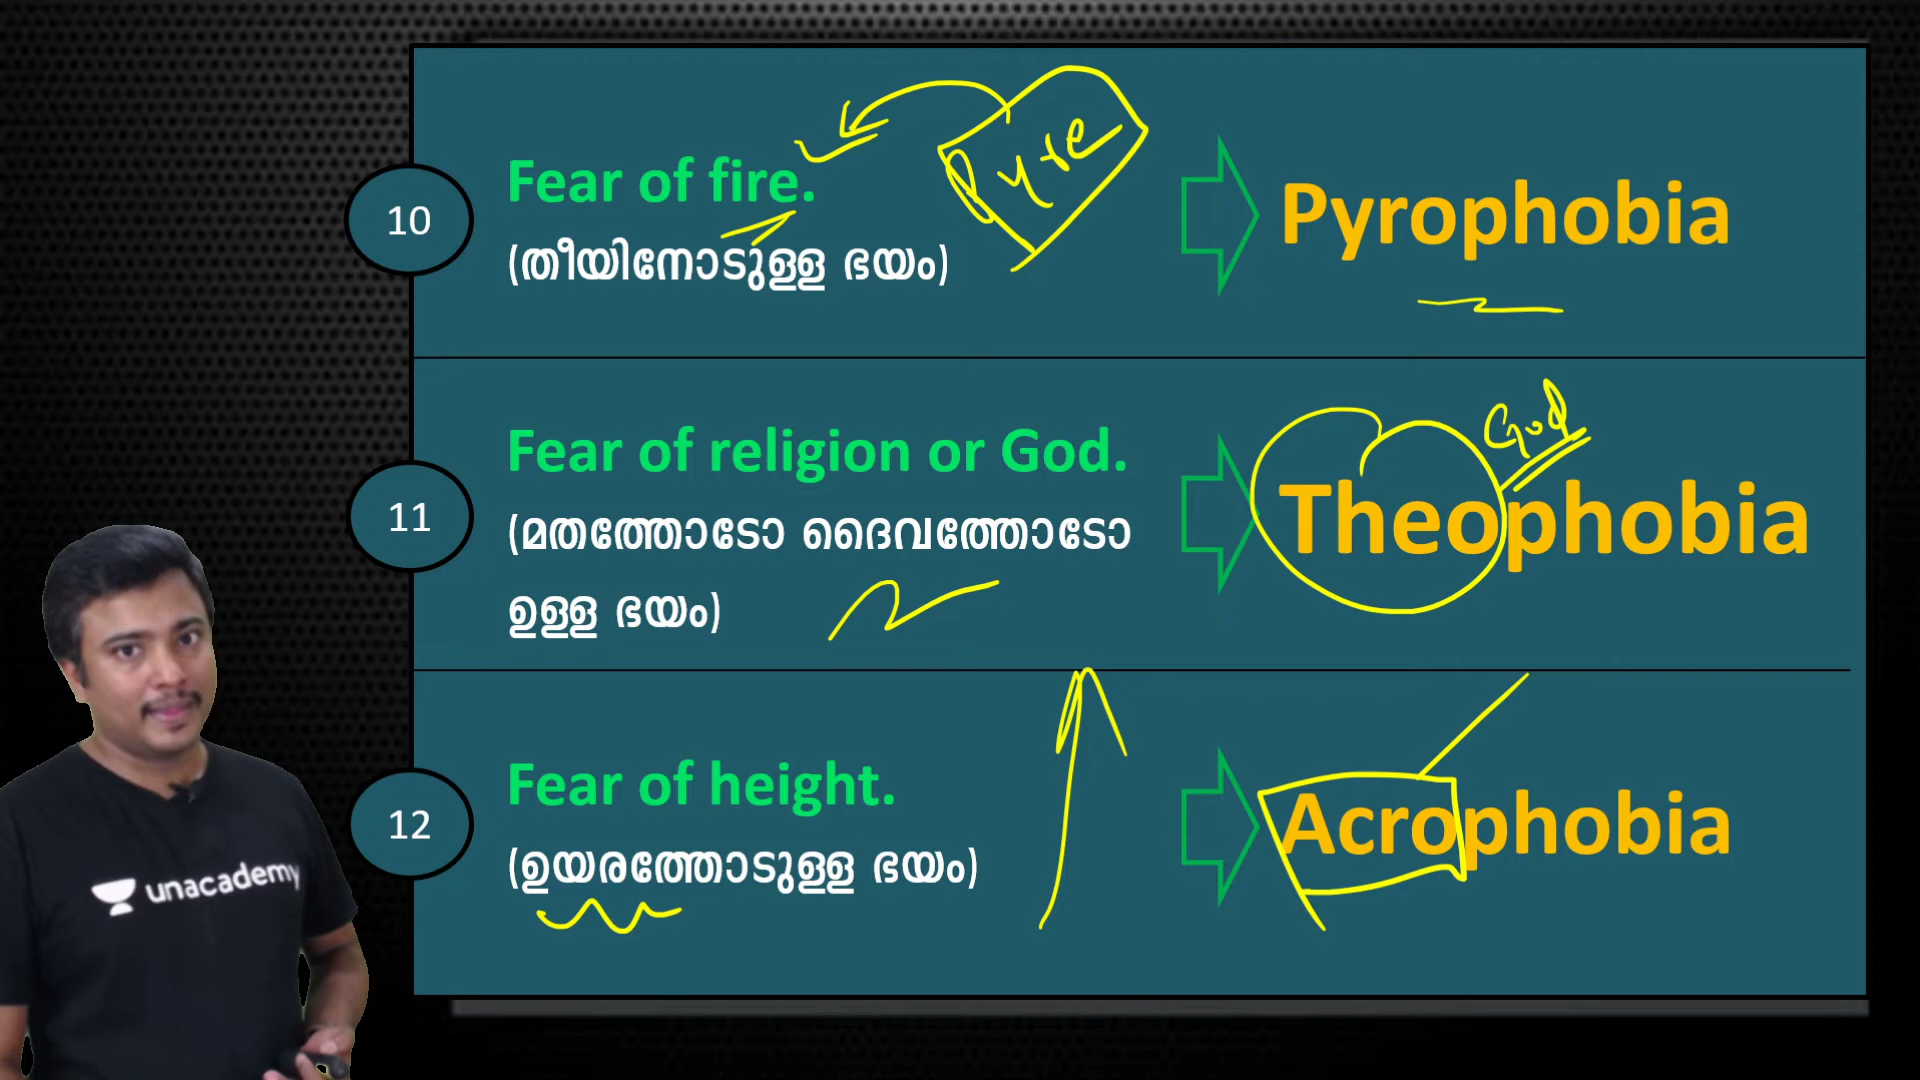 10
Fear of fire.
(തീയിനോടുള്ള ഭയം)
Pyre
Pyrophobia
11
Fear of religion or God.
(മതത്തോടോ ദൈവത്തോടോ
ഉള്ള ഭയം)
God
Theophobia
12
Fear of height.
(ഉയരത്തോടുള്ള ഭയം)
Acrophobia
unacademy